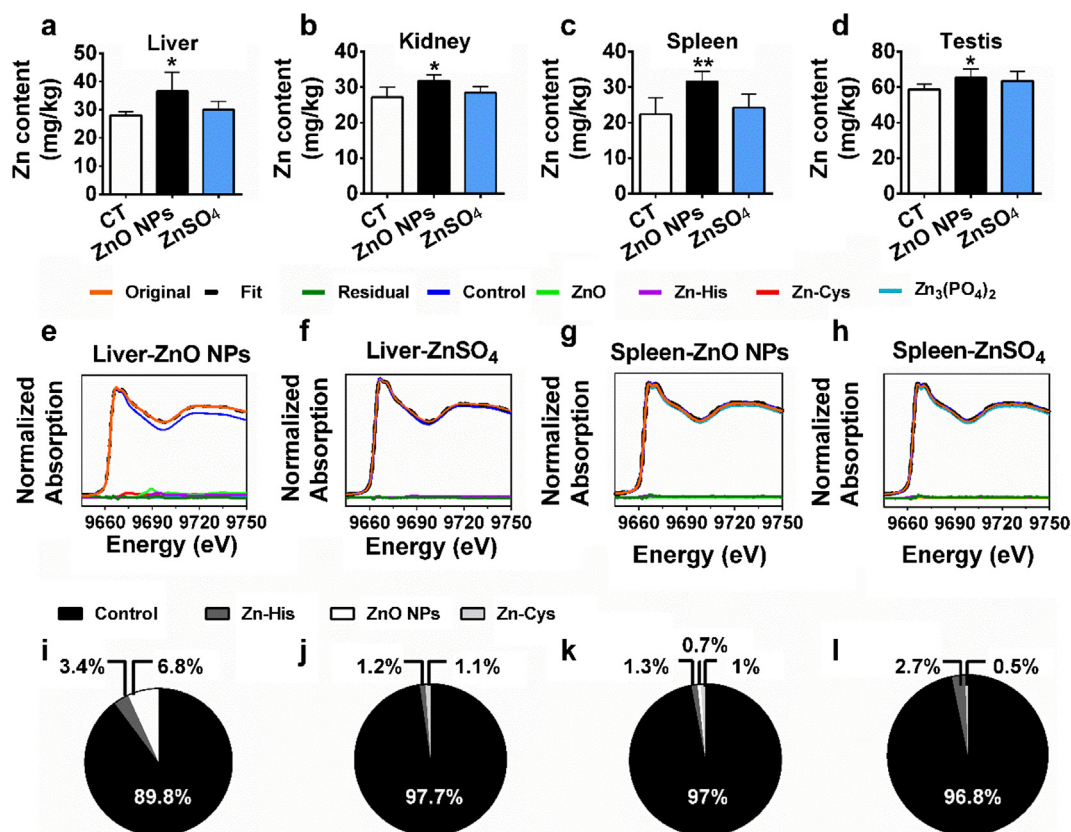 a
Liver
*
Zn content
(mg/kg)
50
40
30
20
10
0
CT
ZnO NPs
ZnSO4
b
Kidney
*
Zn content
(mg/kg)
40
30
20
10
0
CT
ZnO NPs
ZnSO4
c
Spleen
**
Zn content
(mg/kg)
40
30
20
10
0
CT
ZnO NPs
ZnSO4
d
Testis
*
Zn content
(mg/kg)
80
60
40
20
0
CT
ZnO NPs
ZnSO4
Original Fit Residual Control ZnO Zn-His Zn-Cys Zn3(PO4)2
e
Liver-ZnO NPs
Normalized
Absorption
9660 9690 9720 9750
Energy (eV)
f
Liver-ZnSO4
Normalized
Absorption
9660 9690 9720 9750
Energy (eV)
g
Spleen-ZnO NPs
Normalized
Absorption
9660 9690 9720 9750
Energy (eV)
h
Spleen-ZnSO4
Normalized
Absorption
9660 9690 9720 9750
Energy (eV)
Control Zn-His ZnO NPs Zn-Cys
i
3.4% 6.8%
89.8%
j
1.2% 1.1%
97.7%
k
0.7%
1.3% 1%
97%
l
2.7% 0.5%
96.8%